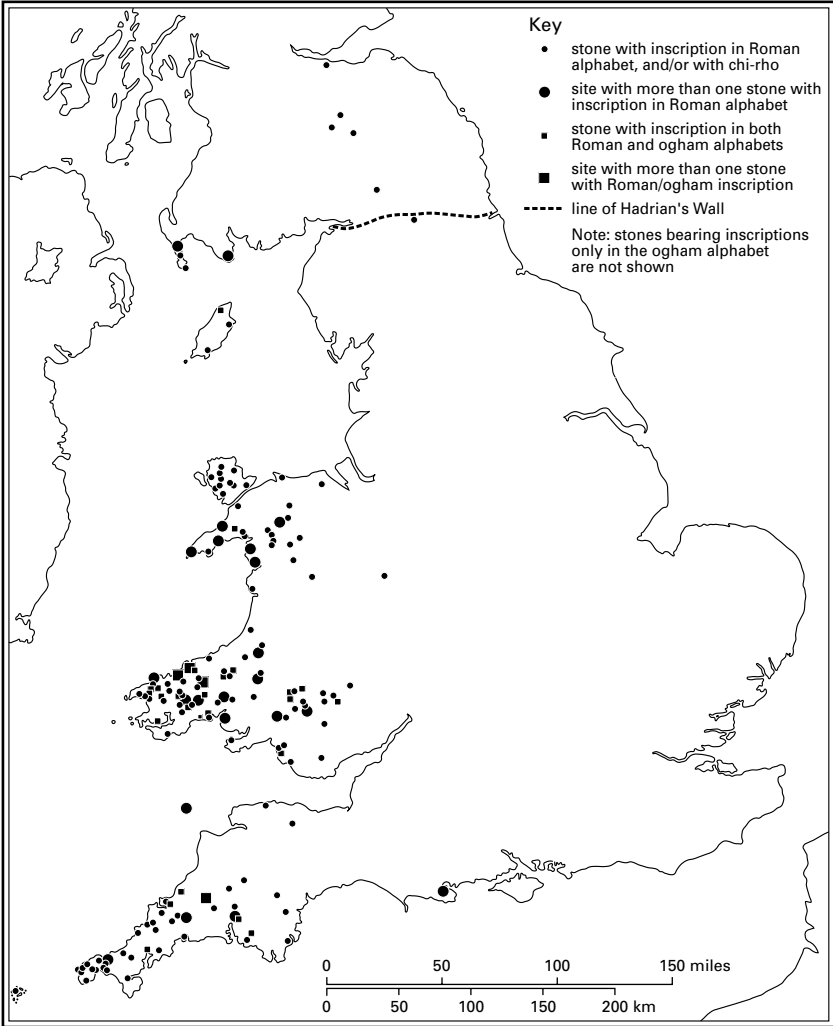 Key
stone with inscription in Roman
alphabet, and/or with chi-rho
site with more than one stone with
inscription in Roman alphabet
stone with inscription in both
Roman and ogham alphabets
site with more than one stone
with Roman/ogham inscription
line of Hadrian's Wall
Note: stones bearing inscriptions
only in the ogham alphabet
are not shown
0 50 100 150 miles
0 50 100 150 200 km